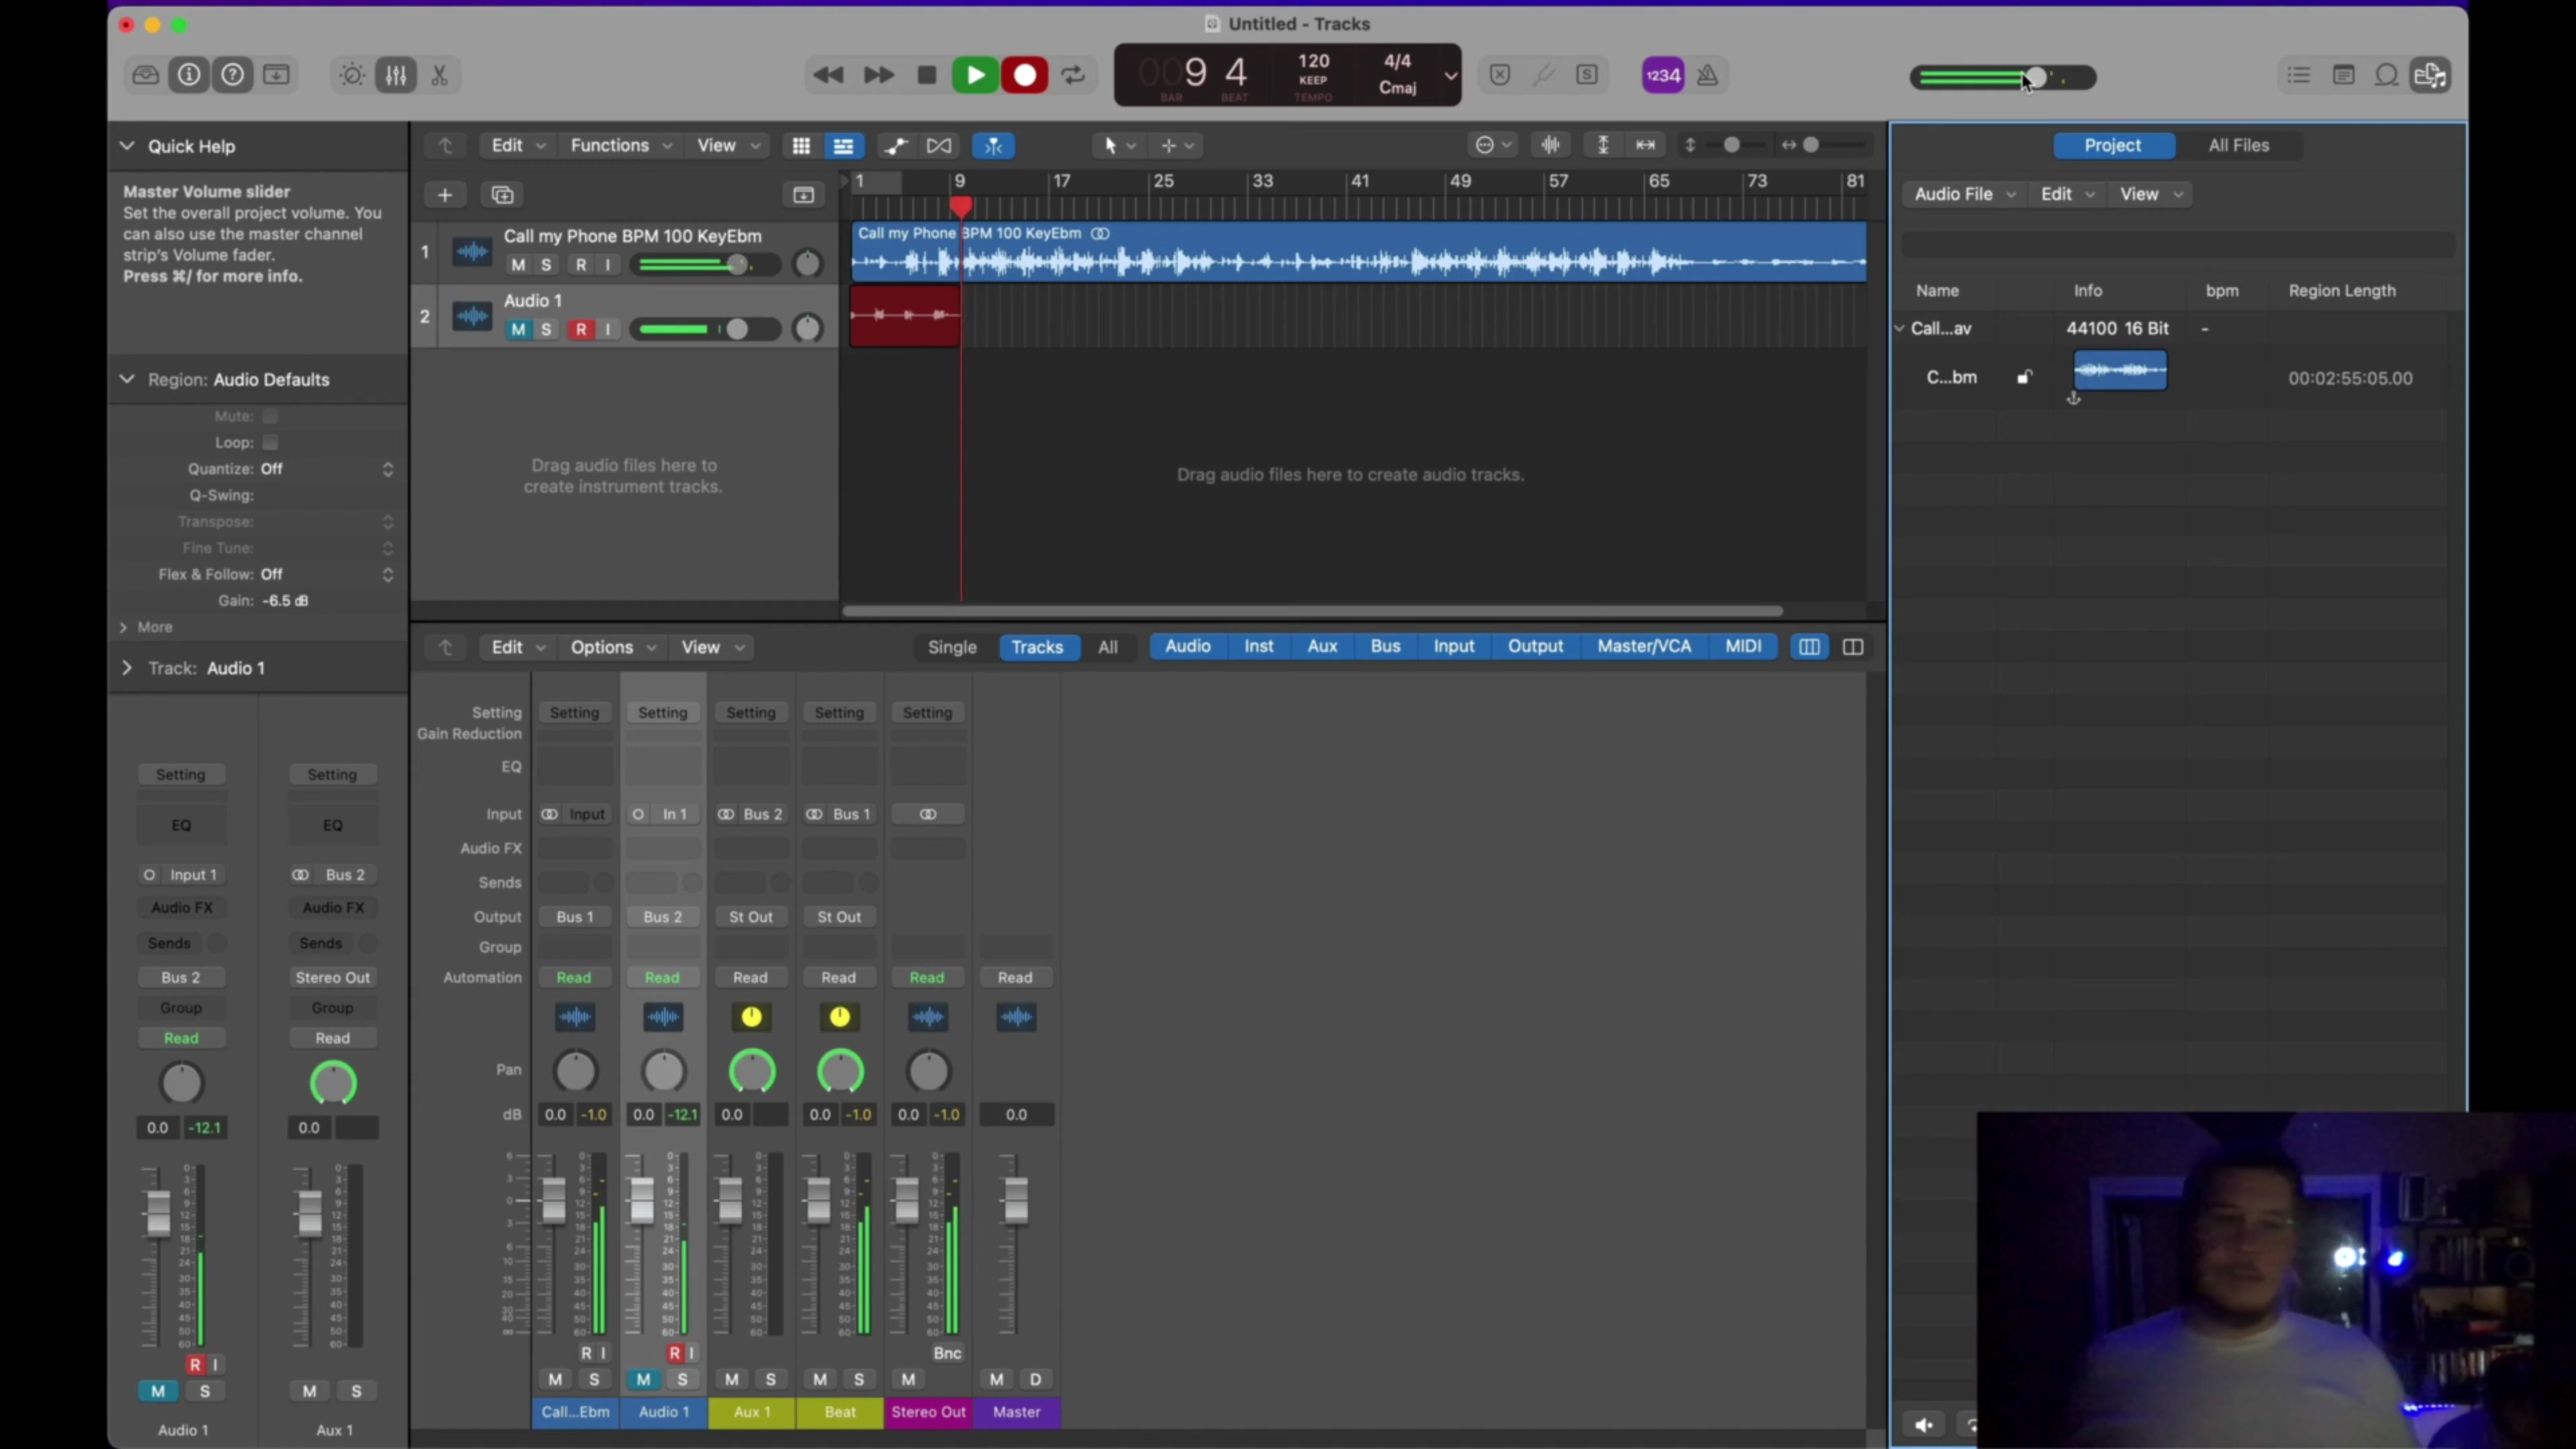 Untitled - Tracks
009 4
BAR BEAT
120
KEEP
TEMPO
4/4
Cmaj
1234
Quick Help
Master Volume slider
Set the overall project volume. You
can also use the master channel
strip's Volume fader.
Press ⌘/ for more info.
Region: Audio Defaults
Mute:
Loop:
Quantize: Off
Q-Swing:
Transpose:
Fine Tune:
Flex & Follow: Off
Gain: -6.5 dB
More
Track: Audio 1
Setting Setting
EQ EQ
Input 1 Bus 2
Audio FX Audio FX
Sends Sends
Bus 2 Stereo Out
Group Group
Read Read
0.0 -12.1 0.0
R I
M S M S
Audio 1 Aux 1
Edit Functions View
1 9 17 25 33 41 49 57 65 73 81
1 Call my Phone BPM 100 KeyEbm
M S R I
Call my Phone BPM 100 KeyEbm
2 Audio 1
M S R I
Drag audio files here to
create instrument tracks.
Drag audio files here to create audio tracks.
Edit Options View Single Tracks All Audio Inst Aux Bus Input Output Master/VCA MIDI
Setting Setting Setting Setting Setting Setting
Gain Reduction
EQ
Input Input In 1 Bus 2 Bus 1
Audio FX
Sends
Output Bus 1 Bus 2 St Out St Out
Group
Automation Read Read Read Read Read Read
Pan
dB 0.0 -1.0 0.0 -12.1 0.0 0.0 -1.0 0.0 -1.0 0.0
R I R I Bnc
M S M S M S M S M M D
Call...Ebm Audio 1 Aux 1 Beat Stereo Out Master
Project All Files
Audio File Edit View
Name Info bpm Region Length
Call...av 44100 16 Bit -
C...bm 00:02:55:05.00